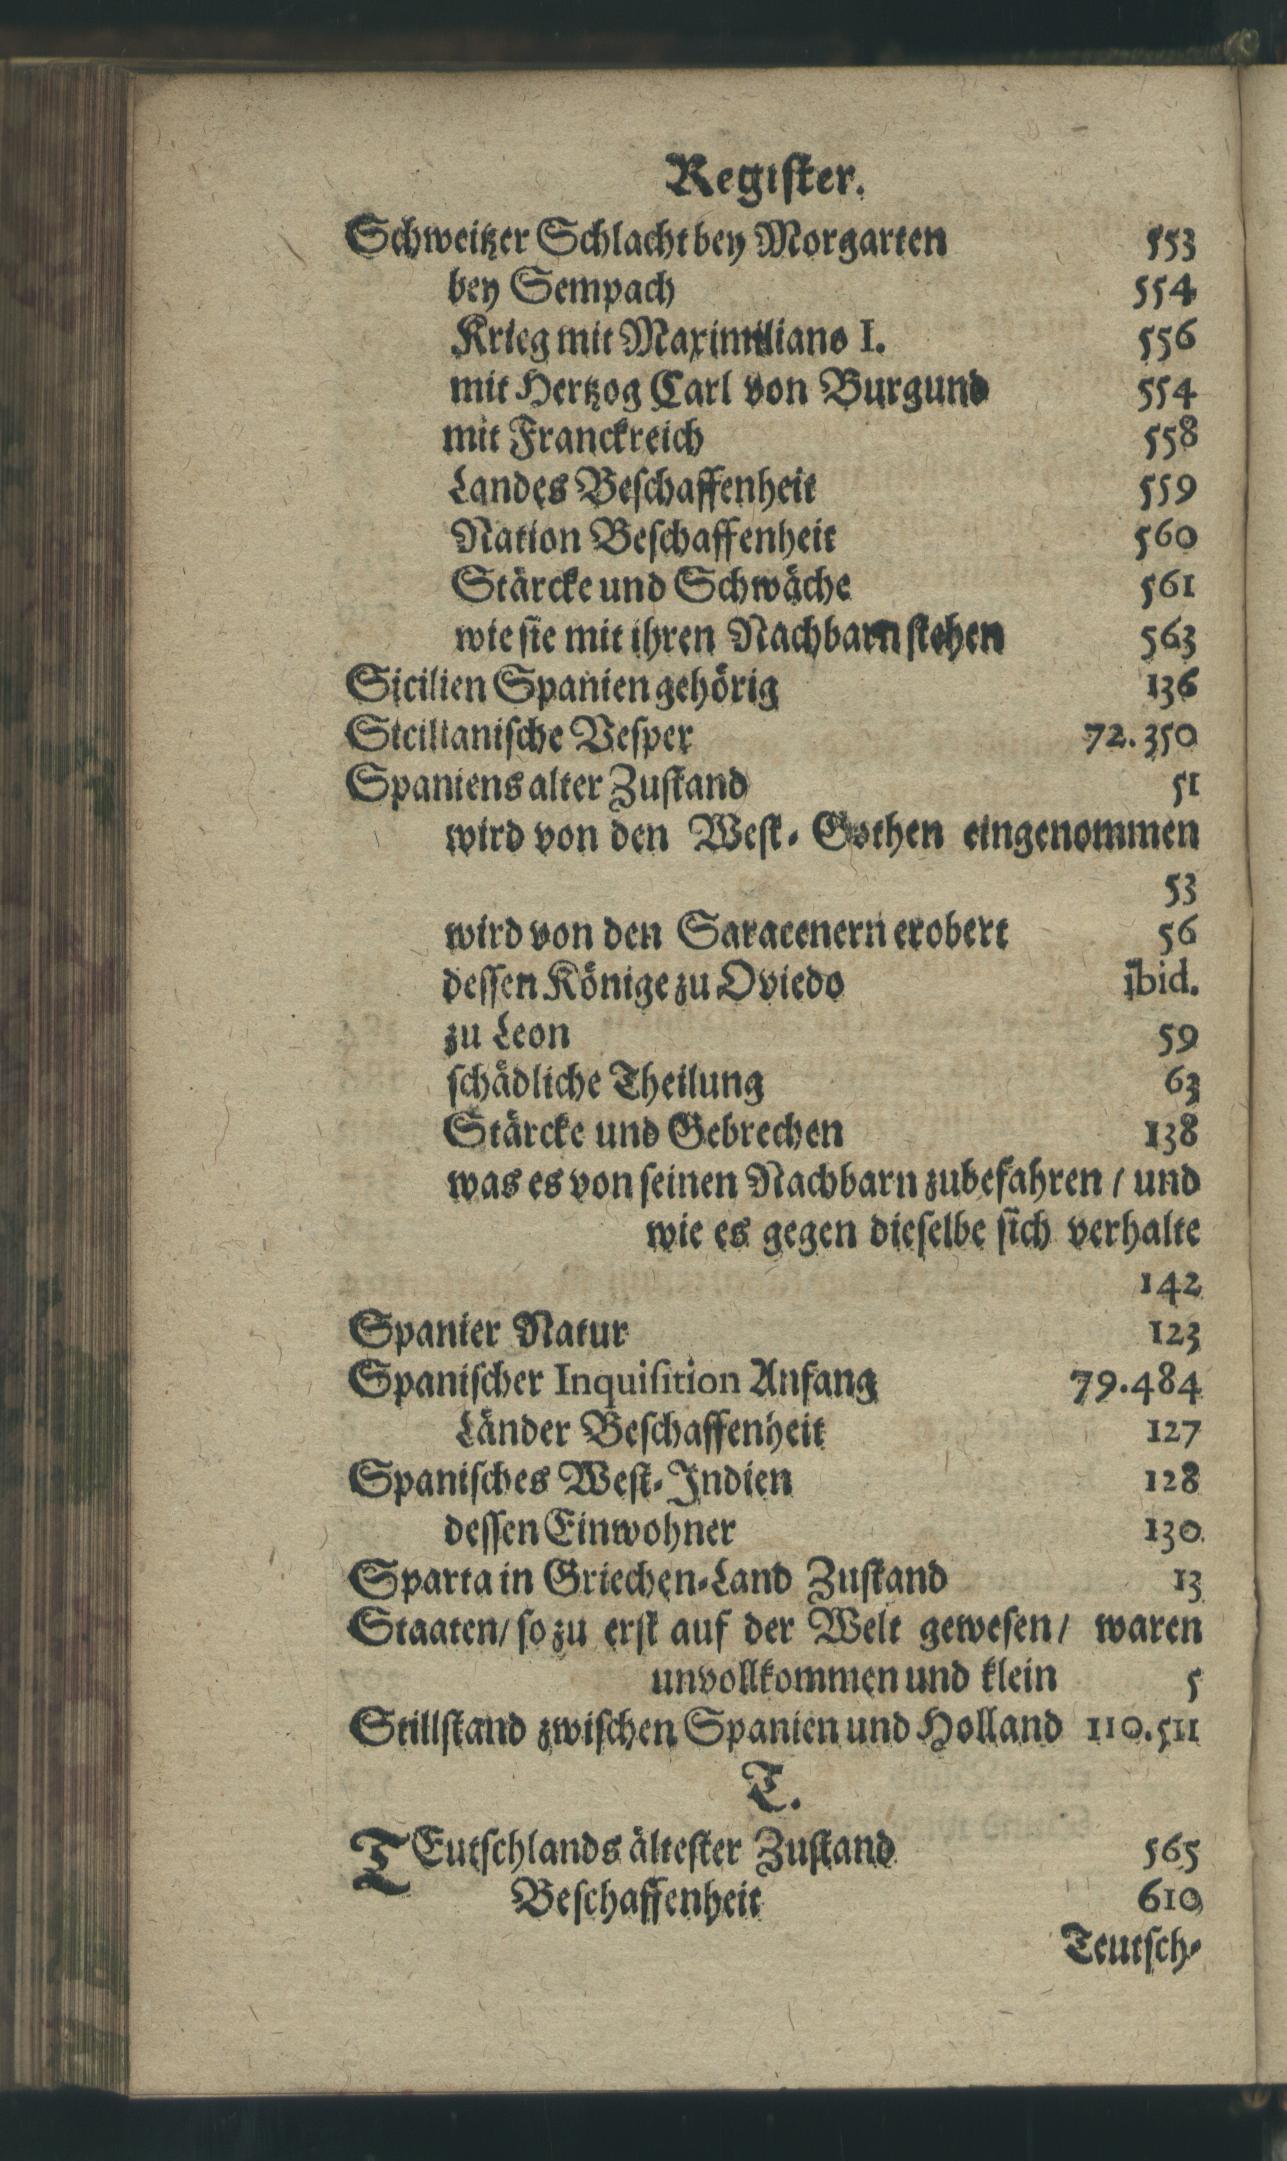 Register.
Schweitzer Schlacht bey Morgarten 553
bey Sempach 554
Krieg mit Maximiliano I. 556
mit Hertzog Carl von Burgund 554
mit Franckreich 558
Landes Beschaffenheit 559
Nation Beschaffenheit 560
Stärcke und Schwäche 561
wie sie mit ihren Nachbarn stehen 563
Sicilien Spanien gehörig 136
Sicilianische Vesper 72. 350
Spaniens alter Zustand 51
wird von den West-Gothen eingenommen
53
wird von den Saracenern erobert 56
dessen Könige zu Oviedo ibid.
zu Leon 59
schädliche Theilung 63
Stärcke und Gebrechen 138
was es von seinen Nachbarn zubefahren / und
wie es gegen dieselbe sich verhalte
142
Spanier Natur 123
Spanischer Inquisition Anfang 79.484
Länder Beschaffenheit 127
Spanisches West-Indien 128
dessen Einwohner 130
Sparta in Griechen-Land Zustand 13
Staaten/ so zu erst auf der Welt gewesen/ waren
unvollkommen und klein 5
Stillstand zwischen Spanien und Holland 110.511
T.
TEutschlands ältester Zustand 565
Beschaffenheit 610
Teutsch-